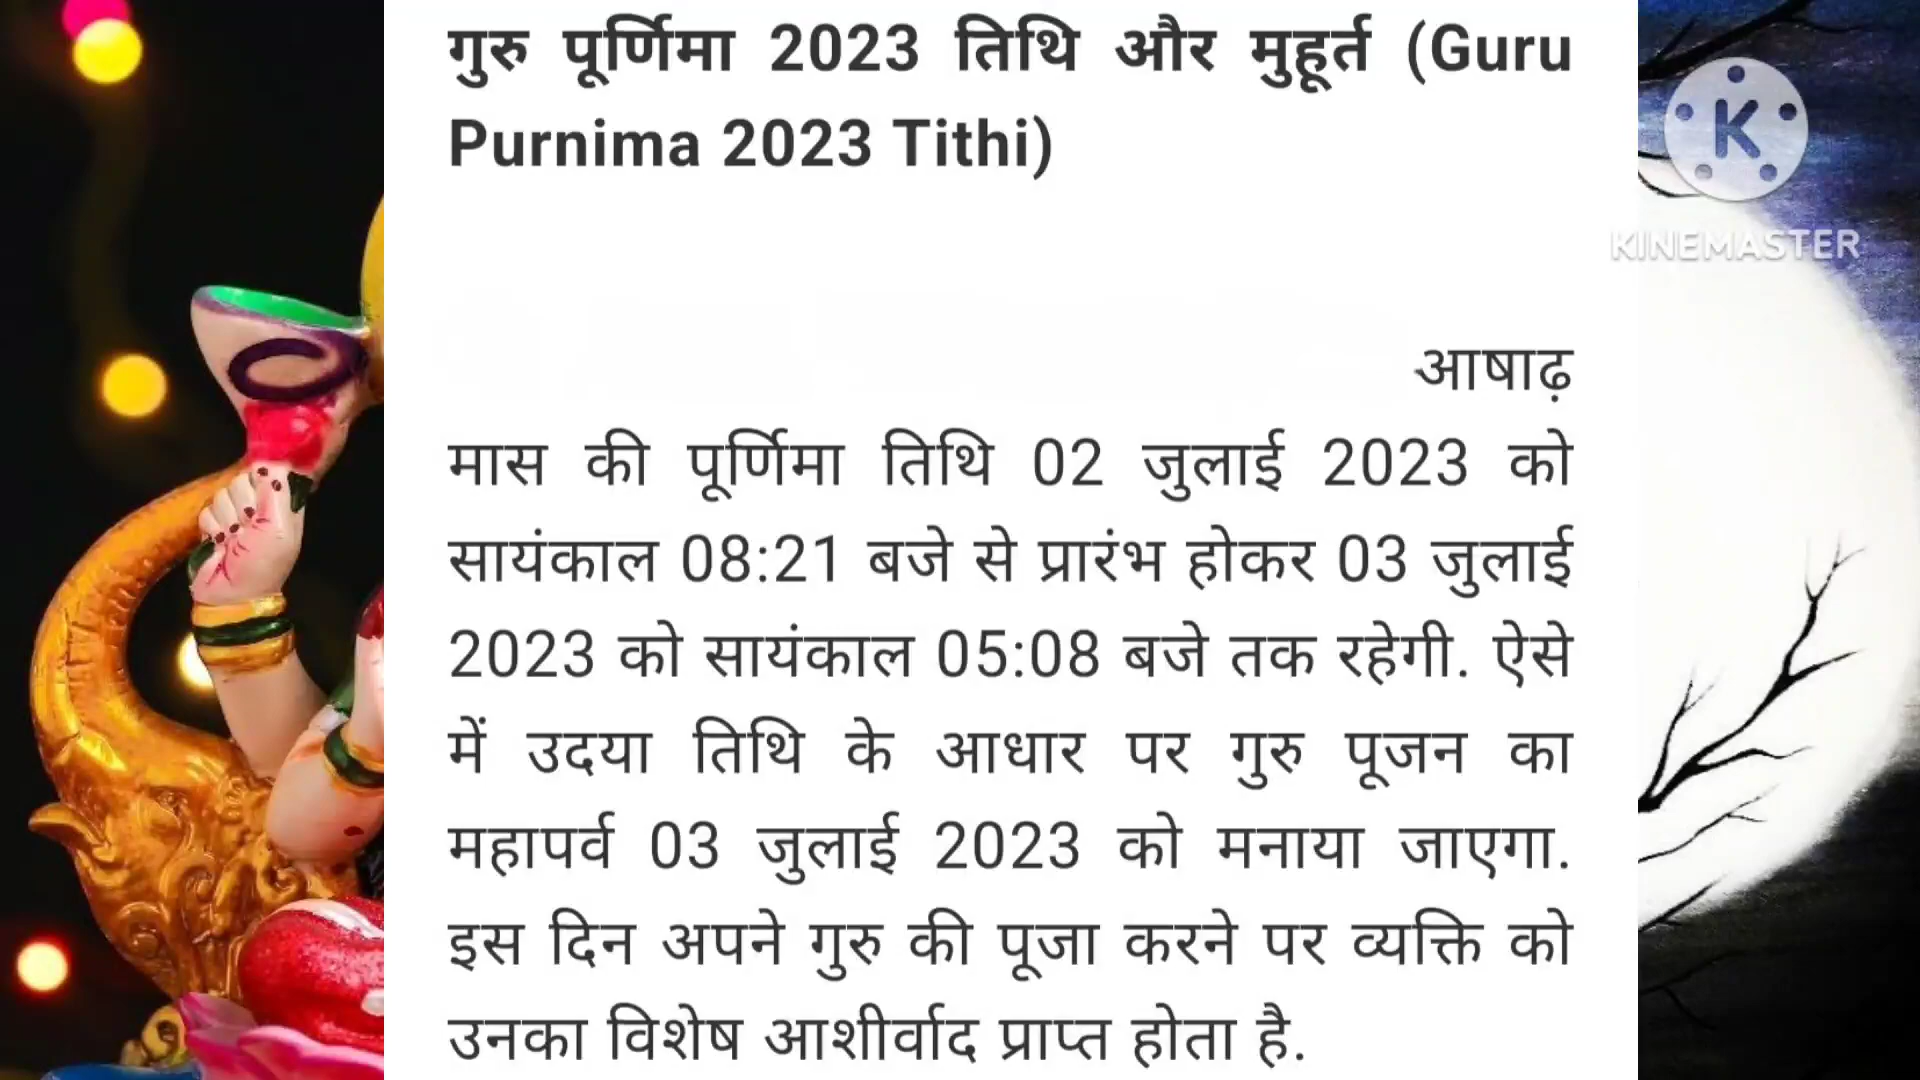 गुरु पूर्णिमा 2023 तिथि और मुहूर्त (Guru
Purnima 2023 Tithi)
K
KINEMASTER
आषाढ़
मास की पूर्णिमा तिथि 02 जुलाई 2023 को
सायंकाल 08:21 बजे से प्रारंभ होकर 03 जुलाई
2023 को सायंकाल 05:08 बजे तक रहेगी. ऐसे
में उदया तिथि के आधार पर गुरु पूजन का
महापर्व 03 जुलाई 2023 को मनाया जाएगा.
इस दिन अपने गुरु की पूजा करने पर व्यक्ति को
उनका विशेष आशीर्वाद प्राप्त होता है.